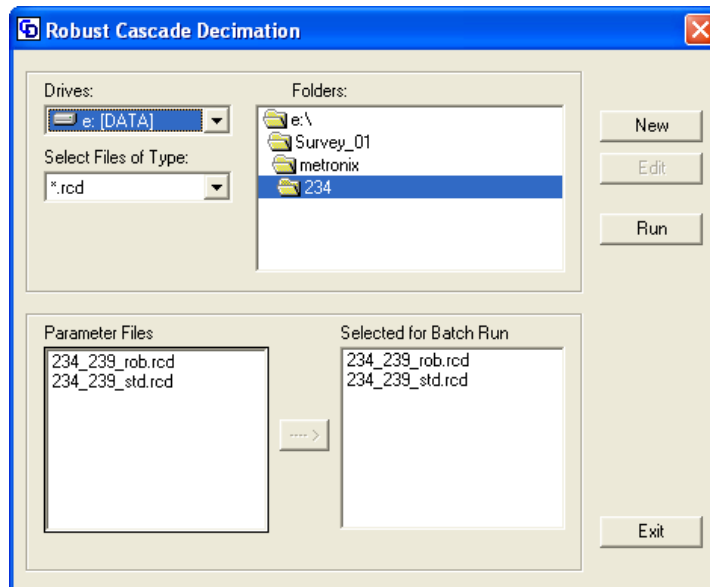 Robust Cascade Decimation
Drives:
e: [DATA]
Select Files of Type:
*.rcd
Folders:
e:\
Survey_01
metronix
234
New
Edit
Run
Parameter Files
234_239_rob.rcd
234_239_std.rcd
---- >
Selected for Batch Run
234_239_rob.rcd
234_239_std.rcd
Exit